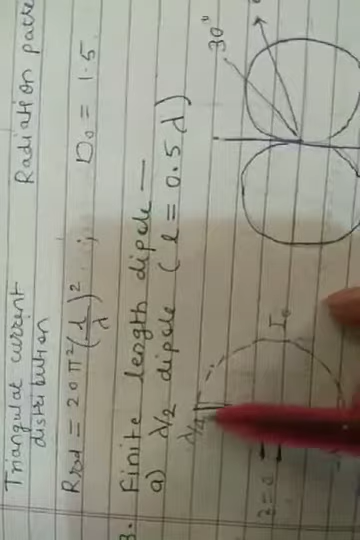 Triangular current distribution
Radiation
Rrad = 20π²(l/λ)² ; D₀ = 1.5
3. Finite length dipole —
a) λ/2 dipole (l = 0.5λ)
30°
λ/4
I₀
z=0